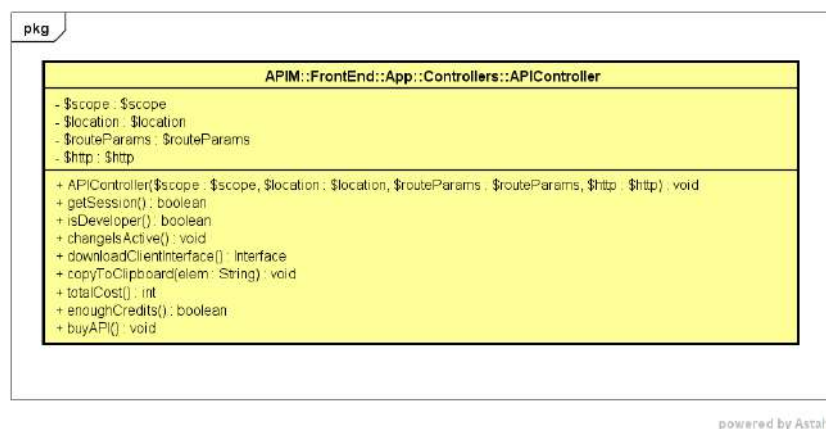 pkg
APIM::FrontEnd::App::Controllers::APIController
- $scope : $scope
- $location : $location
- $routeParams : $routeParams
- $http : $http
+ APIController($scope : $scope, $location : $location, $routeParams : $routeParams, $http : $http) : void
+ getSession() : boolean
+ isDeveloper() : boolean
+ changeIsActive() : void
+ downloadClientInterface() : Interface
+ copyToClipboard(elem : String) : void
+ totalCost() : int
+ enoughCredits() : boolean
+ buyAPI() : void
powered by Astah